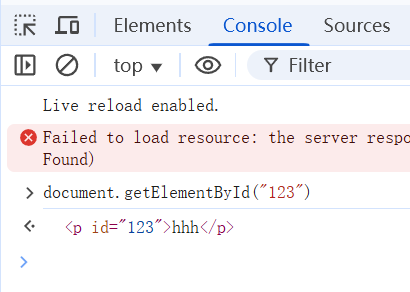 Elements Console Sources
top Filter
Live reload enabled.
Failed to load resource: the server respo
Found)
document.getElementById("123")
<p id="123">hhh</p>